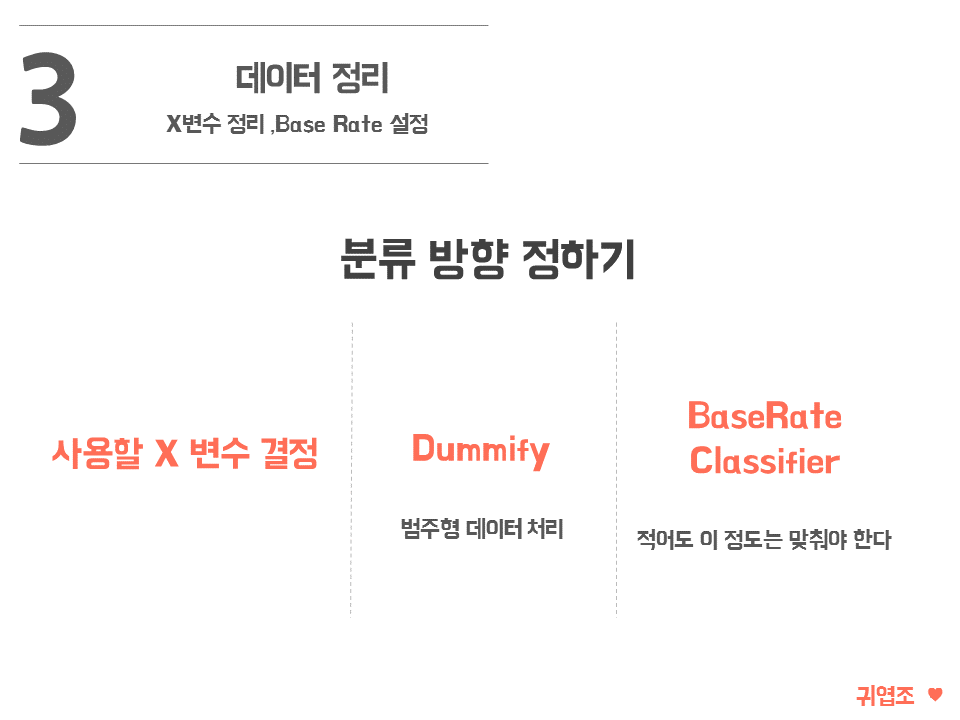 3
데이터 정리
X변수 정리 ,Base Rate 설정
분류 방향 정하기
사용할 X 변수 결정
Dummify
범주형 데이터 처리
BaseRate
Classifier
적어도 이 정도는 맞춰야 한다
귀엽조 ♥